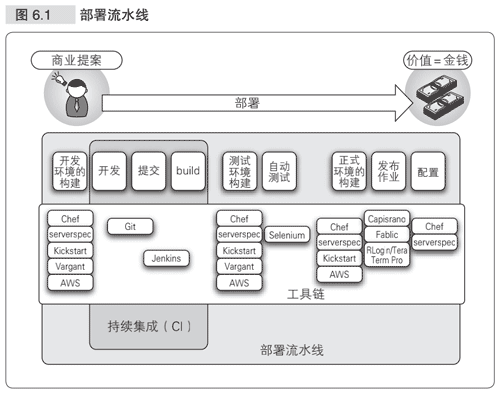 图 6.1 部署流水线
商业提案
价值=金钱
部署
开发
环境的
构建
开发
提交
build
测试
环境
构建
自动
测试
正式
环境的
构建
发布
作业
配置
Chef
serverspec
Kickstart
Vargant
AWS
Git
Jenkins
Chef
serverspec
Kickstart
Vargant
AWS
Selenium
Chef
serverspec
Kickstart
AWS
Capisrano
Fablic
RLog n/Tera
Term Pro
Chef
serverspec
工具链
持续集成（CI）
部署流水线